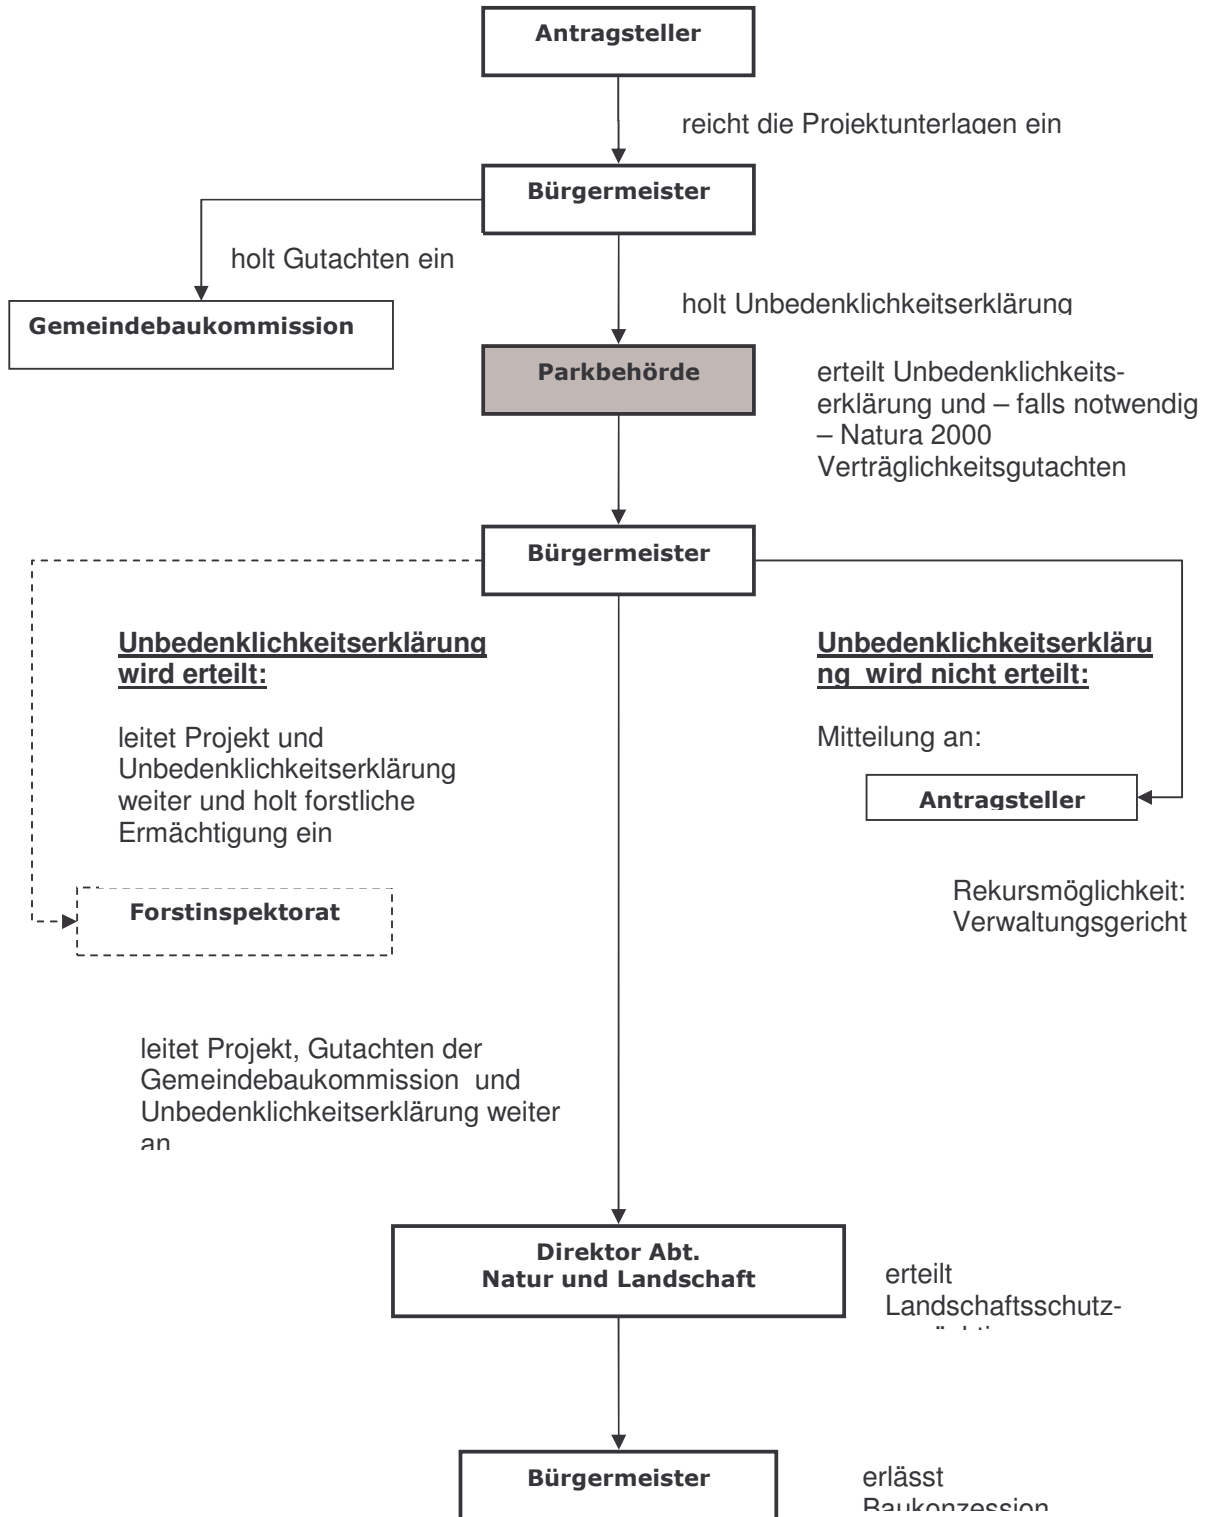 Antragsteller
reicht die Projektunterlagen ein
Bürgermeister
holt Gutachten ein
Gemeindebaukommission
holt Unbedenklichkeitserklärung
Parkbehörde
erteilt Unbedenklichkeits-
erklärung und – falls notwendig
– Natura 2000
Verträglichkeitsgutachten
Bürgermeister
Unbedenklichkeitserklärung
wird erteilt:
leitet Projekt und
Unbedenklichkeitserklärung
weiter und holt forstliche
Ermächtigung ein
Forstinspektorat
Unbedenklichkeitserkläru
ng wird nicht erteilt:
Mitteilung an:
Antragsteller
Rekursmöglichkeit:
Verwaltungsgericht
leitet Projekt, Gutachten der
Gemeindebaukommission und
Unbedenklichkeitserklärung weiter
an
Direktor Abt.
Natur und Landschaft
erteilt
Landschaftsschutz-
Bürgermeister
erlässt
Baukonzession